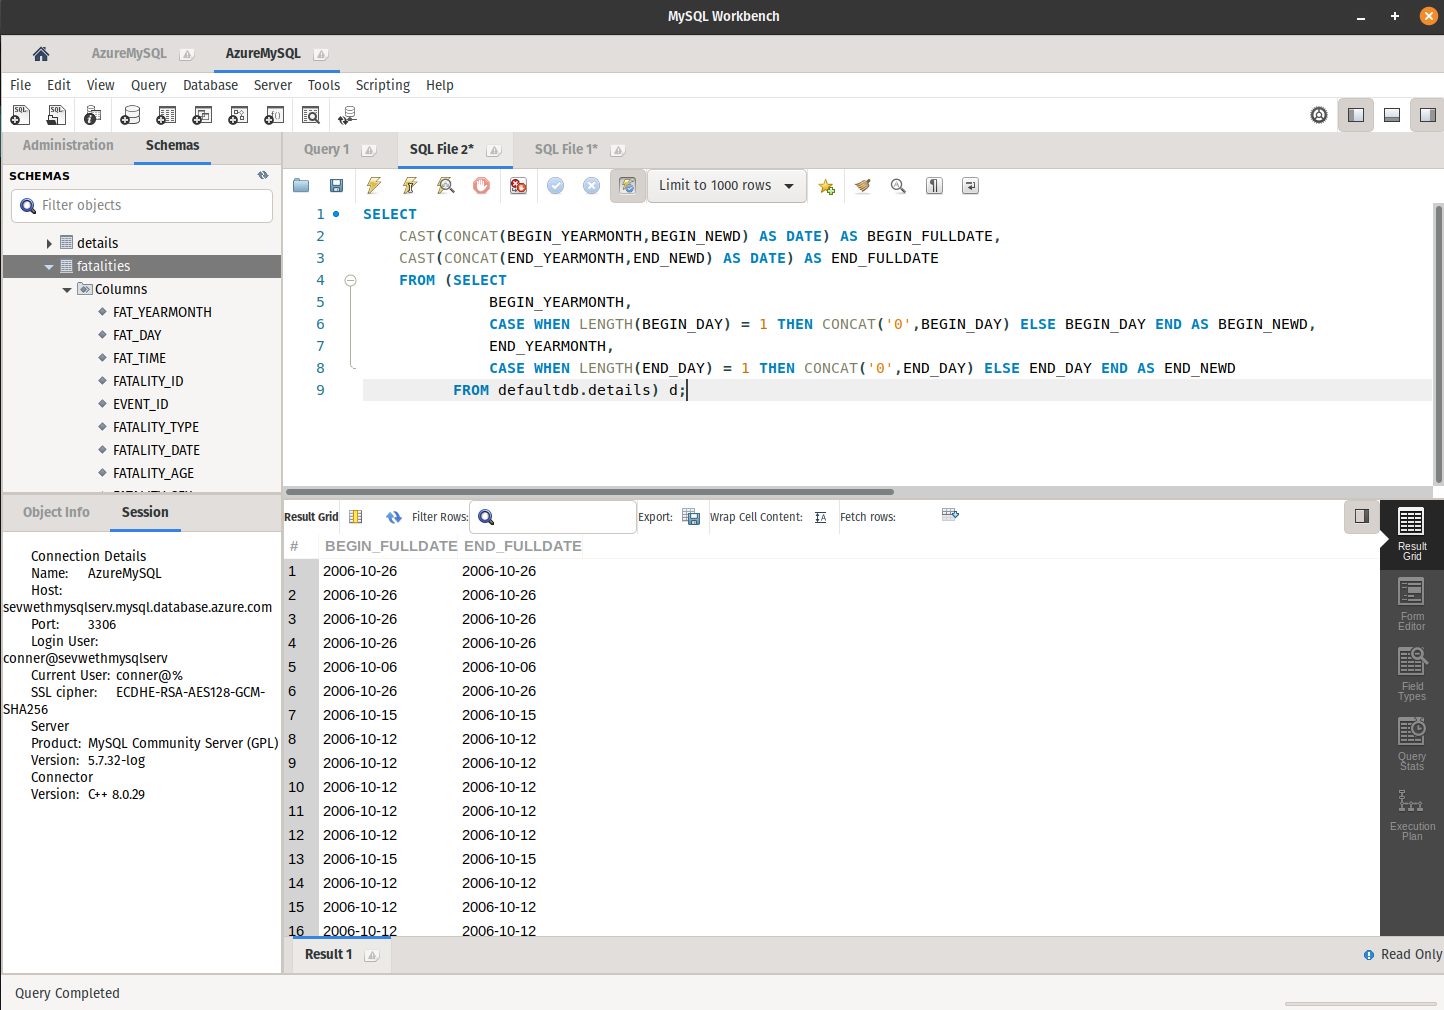 MySQL Workbench
AzureMySQL
AzureMySQL
File Edit View Query Database Server Tools Scripting Help
Administration Schemas
SCHEMAS
Filter objects
details
fatalities
Columns
FAT_YEARMONTH
FAT_DAY
FAT_TIME
FATALITY_ID
EVENT_ID
FATALITY_TYPE
FATALITY_DATE
FATALITY_AGE
Object Info Session
Connection Details
Name: AzureMySQL
Host:
sevwethmysqlserv.mysql.database.azure.com
Port: 3306
Login User:
conner@sevwethmysqlserv
Current User: conner@%
SSL cipher: ECDHE-RSA-AES128-GCM-
SHA256
Server
Product: MySQL Community Server (GPL)
Version: 5.7.32-log
Connector
Version: C++ 8.0.29
Query 1 SQL File 2* SQL File 1*
Limit to 1000 rows
1 SELECT
2 CAST(CONCAT(BEGIN_YEARMONTH,BEGIN_NEWD) AS DATE) AS BEGIN_FULLDATE,
3 CAST(CONCAT(END_YEARMONTH,END_NEWD) AS DATE) AS END_FULLDATE
4 FROM (SELECT
5 BEGIN_YEARMONTH,
6 CASE WHEN LENGTH(BEGIN_DAY) = 1 THEN CONCAT('0',BEGIN_DAY) ELSE BEGIN_DAY END AS BEGIN_NEWD,
7 END_YEARMONTH,
8 CASE WHEN LENGTH(END_DAY) = 1 THEN CONCAT('0',END_DAY) ELSE END_DAY END AS END_NEWD
9 FROM defaultdb.details) d;
Result Grid Filter Rows: Export: Wrap Cell Content: Fetch rows:
# BEGIN_FULLDATE END_FULLDATE
1 2006-10-26 2006-10-26
2 2006-10-26 2006-10-26
3 2006-10-26 2006-10-26
4 2006-10-26 2006-10-26
5 2006-10-06 2006-10-06
6 2006-10-26 2006-10-26
7 2006-10-15 2006-10-15
8 2006-10-12 2006-10-12
9 2006-10-12 2006-10-12
10 2006-10-12 2006-10-12
11 2006-10-12 2006-10-12
12 2006-10-12 2006-10-12
13 2006-10-15 2006-10-15
14 2006-10-12 2006-10-12
15 2006-10-12 2006-10-12
16 2006-10-12 2006-10-12
Result
Grid
Form
Editor
Field
Types
Query
Stats
Execution
Plan
Result 1
Read Only
Query Completed